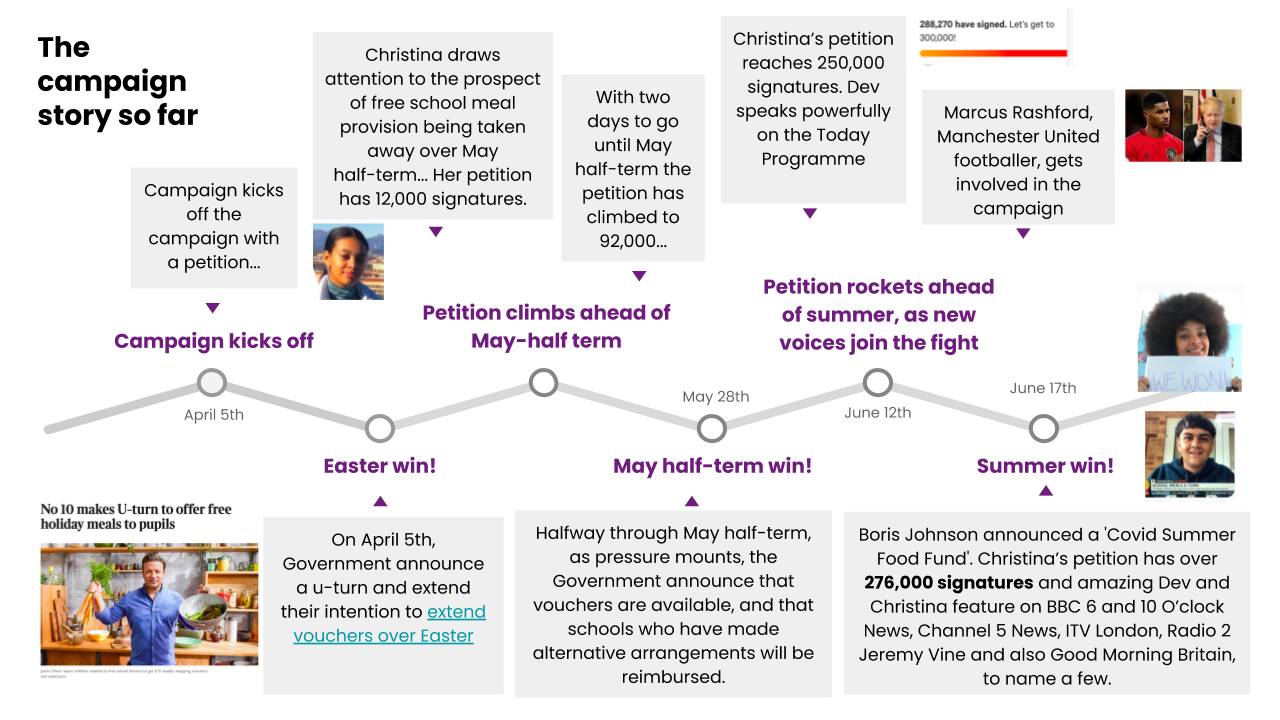 The
campaign
story so far
Campaign kicks
off the
campaign with
a petition...
Christina draws
attention to the prospect
of free school meal
provision being taken
away over May
half-term... Her petition
has 12,000 signatures.
With two
days to go
until May
half-term the
petition has
climbed to
92,000...
Christina’s petition
reaches 250,000
signatures. Dev
speaks powerfully
on the Today
Programme
288,270 have signed. Let's get to
300,000!
Marcus Rashford,
Manchester United
footballer, gets
involved in the
campaign
Campaign kicks off
Petition climbs ahead of
May-half term
Petition rockets ahead
of summer, as new
voices join the fight
April 5th
May 28th
June 12th
June 17th
WE WON!
Easter win!
May half-term win!
Summer win!
No 10 makes U-turn to offer free
holiday meals to pupils
On April 5th,
Government announce
a u-turn and extend
their intention to extend
vouchers over Easter
Halfway through May half-term,
as pressure mounts, the
Government announce that
vouchers are available, and that
schools who have made
alternative arrangements will be
reimbursed.
Boris Johnson announced a 'Covid Summer
Food Fund'. Christina’s petition has over
276,000 signatures and amazing Dev and
Christina feature on BBC 6 and 10 O’clock
News, Channel 5 News, ITV London, Radio 2
Jeremy Vine and also Good Morning Britain,
to name a few.